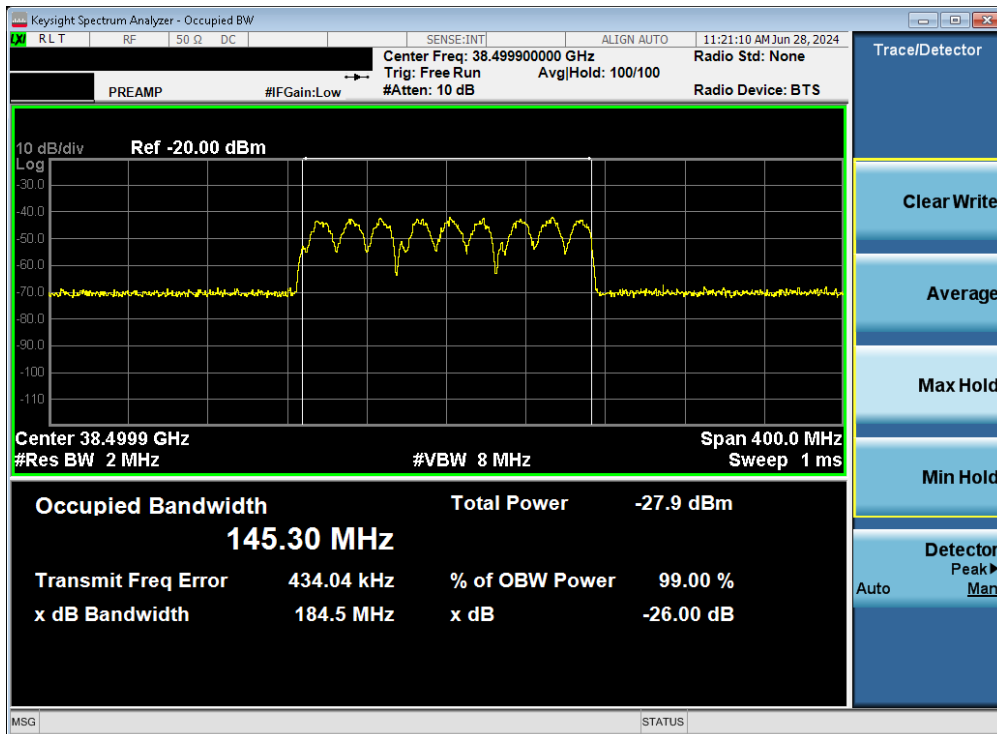 Keysight Spectrum Analyzer - Occupied BW
LXI RLT RF 50 Ω DC SENSE:INT ALIGN AUTO 11:21:10 AM Jun 28, 2024
Center Freq: 38.499900000 GHz Radio Std: None
Trig: Free Run Avg|Hold: 100/100
PREAMP #IFGain:Low #Atten: 10 dB Radio Device: BTS
10 dB/div Ref -20.00 dBm
Log
-30.0
-40.0
-50.0
-60.0
-70.0
-80.0
-90.0
-100
-110
Center 38.4999 GHz Span 400.0 MHz
#Res BW 2 MHz #VBW 8 MHz Sweep 1 ms
Occupied Bandwidth Total Power -27.9 dBm
145.30 MHz
Transmit Freq Error 434.04 kHz % of OBW Power 99.00 %
x dB Bandwidth 184.5 MHz x dB -26.00 dB
MSG STATUS
Trace/Detector
Clear Write
Average
Max Hold
Min Hold
Detector
Peak▶
Auto Man